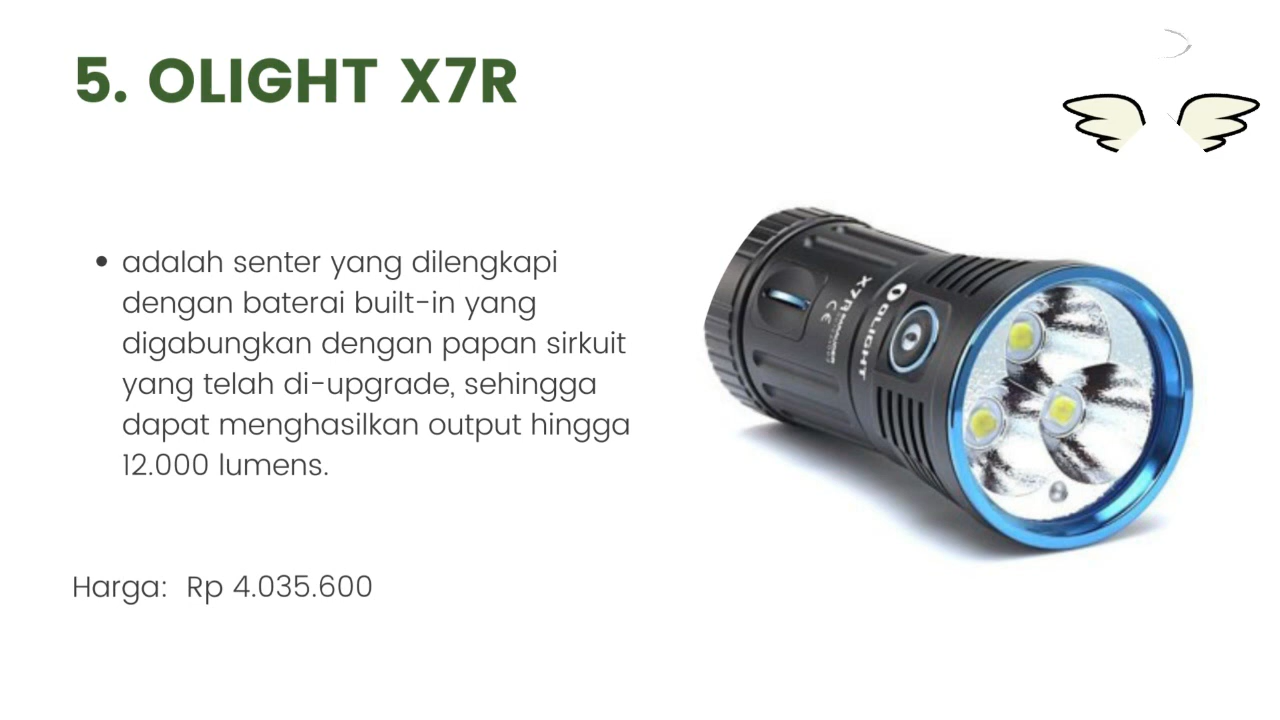 5. OLIGHT X7R
• adalah senter yang dilengkapi
dengan baterai built-in yang
digabungkan dengan papan sirkuit
yang telah di-upgrade, sehingga
dapat menghasilkan output hingga
12.000 lumens.
Harga: Rp 4.035.600
X7R MARAUDER
CE
OLIGHT